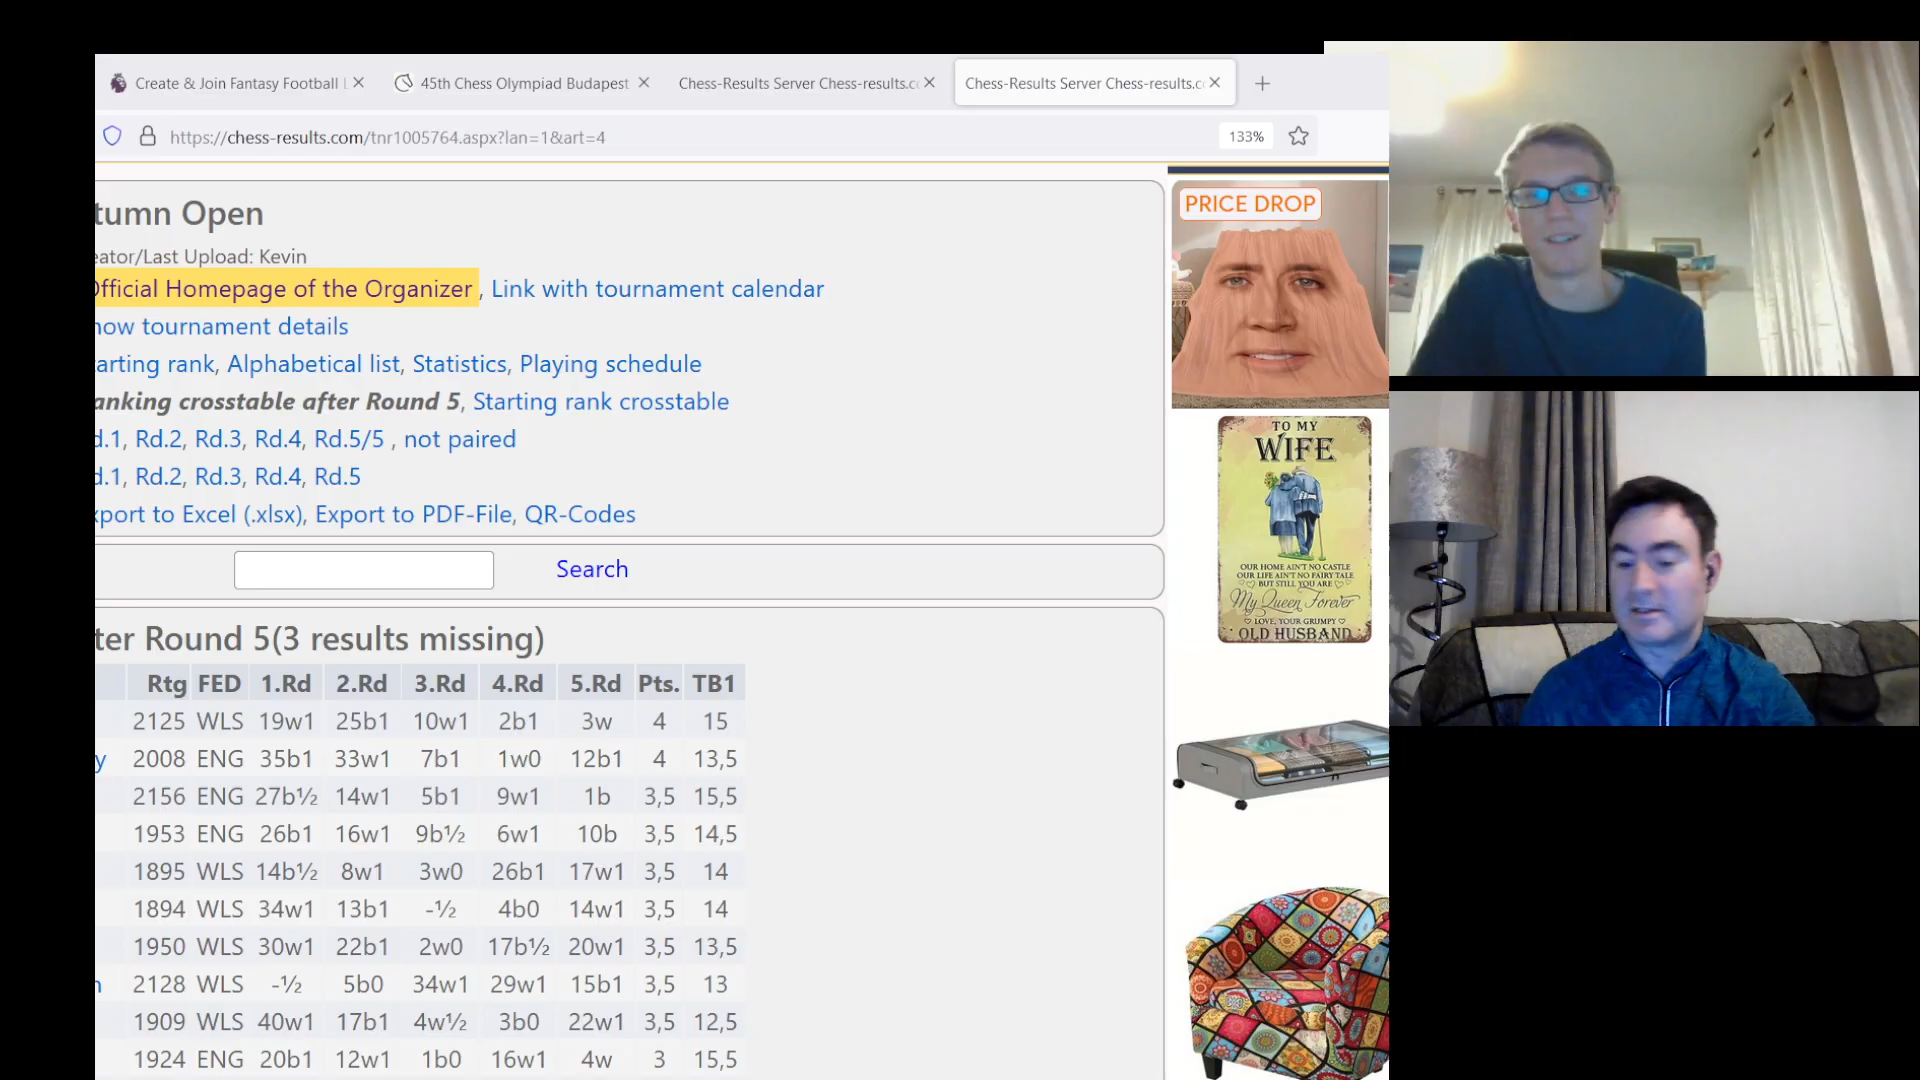 Create & Join Fantasy Football L
45th Chess Olympiad Budapest
Chess-Results Server Chess-results.co
Chess-Results Server Chess-results.co
https://chess-results.com/tnr1005764.aspx?lan=1&art=4
133%
tumn Open
eator/Last Upload: Kevin
Official Homepage of the Organizer, Link with tournament calendar
how tournament details
tarting rank, Alphabetical list, Statistics, Playing schedule
anking crosstable after Round 5, Starting rank crosstable
d.1, Rd.2, Rd.3, Rd.4, Rd.5/5 , not paired
d.1, Rd.2, Rd.3, Rd.4, Rd.5
xport to Excel (.xlsx), Export to PDF-File, QR-Codes
Search
ter Round 5(3 results missing)
Rtg FED 1.Rd 2.Rd 3.Rd 4.Rd 5.Rd Pts. TB1
2125 WLS 19w1 25b1 10w1 2b1 3w 4 15
y 2008 ENG 35b1 33w1 7b1 1w0 12b1 4 13,5
2156 ENG 27b½ 14w1 5b1 9w1 1b 3,5 15,5
1953 ENG 26b1 16w1 9b½ 6w1 10b 3,5 14,5
1895 WLS 14b½ 8w1 3w0 26b1 17w1 3,5 14
1894 WLS 34w1 13b1 -½ 4b0 14w1 3,5 14
1950 WLS 30w1 22b1 2w0 17b½ 20w1 3,5 13,5
n 2128 WLS -½ 5b0 34w1 29w1 15b1 3,5 13
1909 WLS 40w1 17b1 4w½ 3b0 22w1 3,5 12,5
1924 ENG 20b1 12w1 1b0 16w1 4w 3 15,5
PRICE DROP
TO MY
WIFE
OUR HOME AIN'T NO CASTLE
OUR LIFE AIN'T NO FAIRY TALE
BUT STILL YOU ARE
My Queen Forever
LOVE, YOUR GRUMPY
OLD HUSBAND